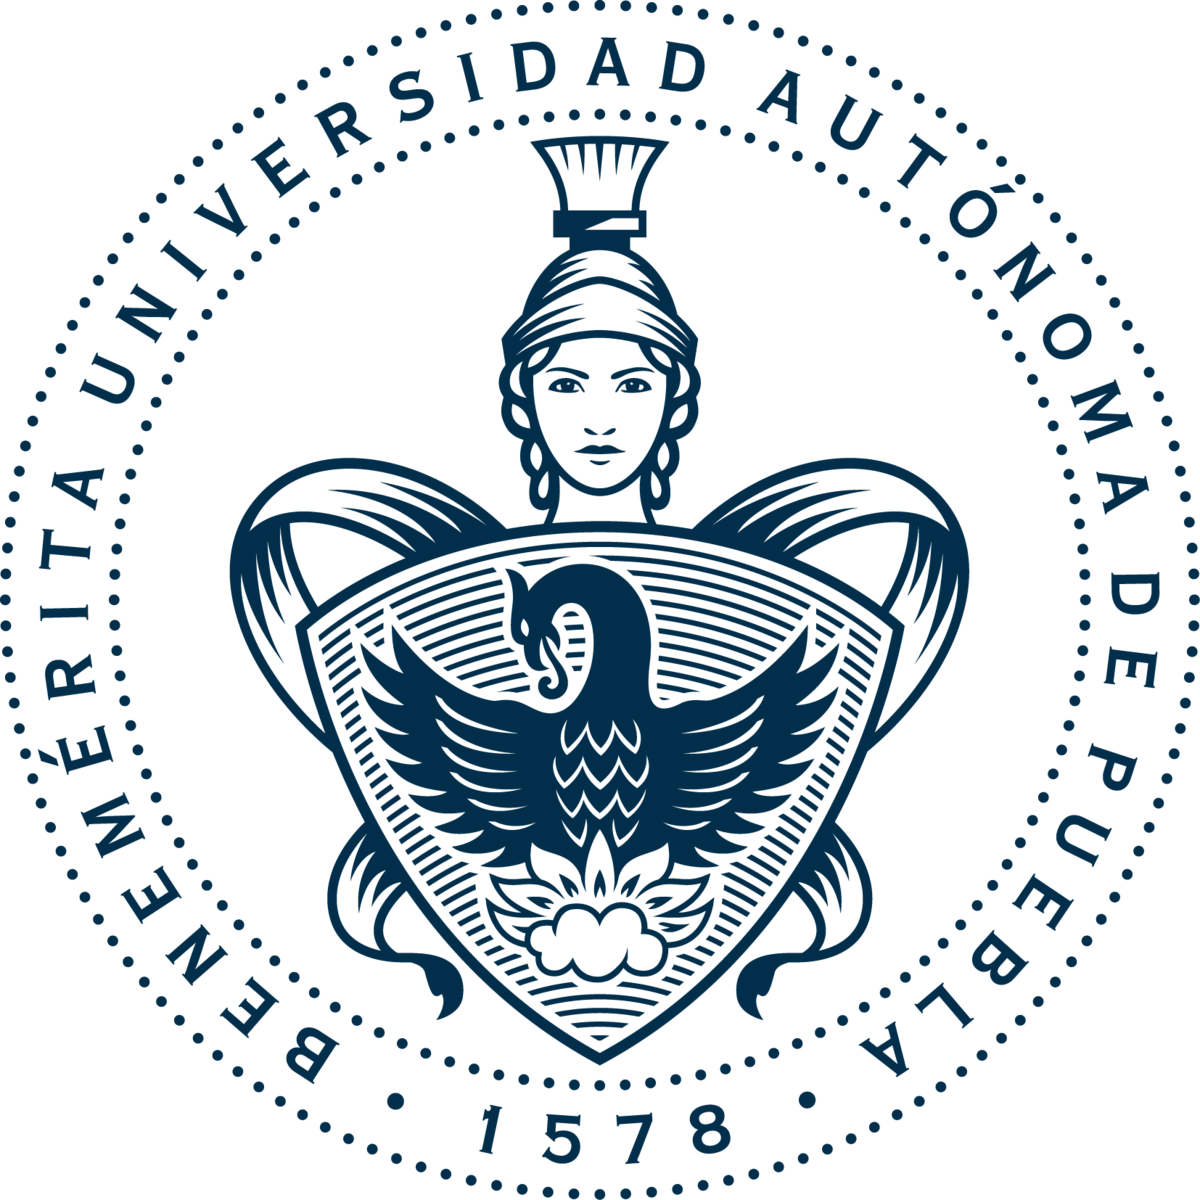 BENEMÉRITA UNIVERSIDAD AUTÓNOMA DE PUEBLA
• 1578 •